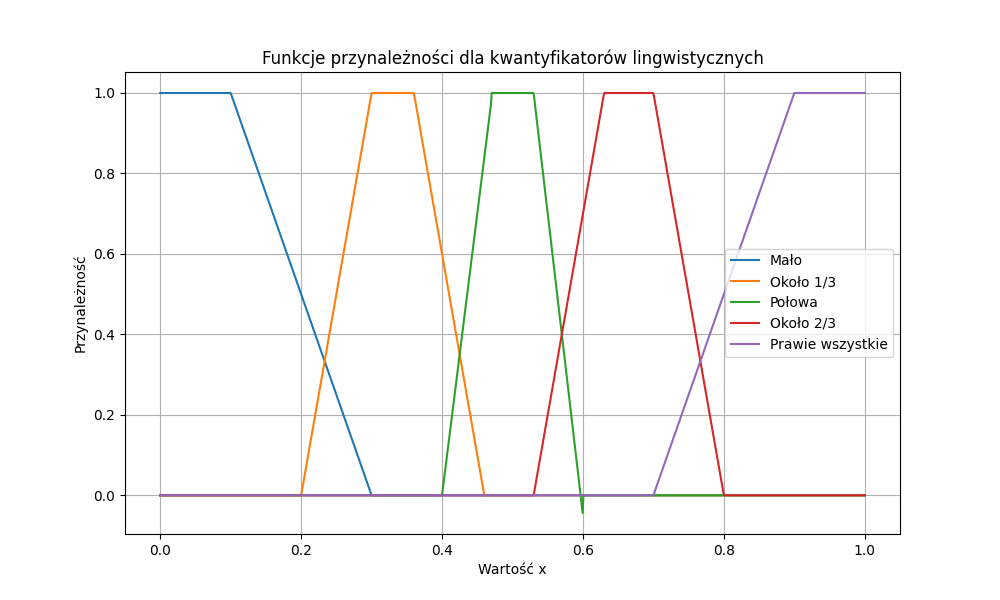 Funkcje przynależności dla kwantyfikatorów lingwistycznych
1.0
0.8
0.6
0.4
0.2
0.0
Przynależność
Mało
Około 1/3
Połowa
Około 2/3
Prawie wszystkie
0.0 0.2 0.4 0.6 0.8 1.0
Wartość x